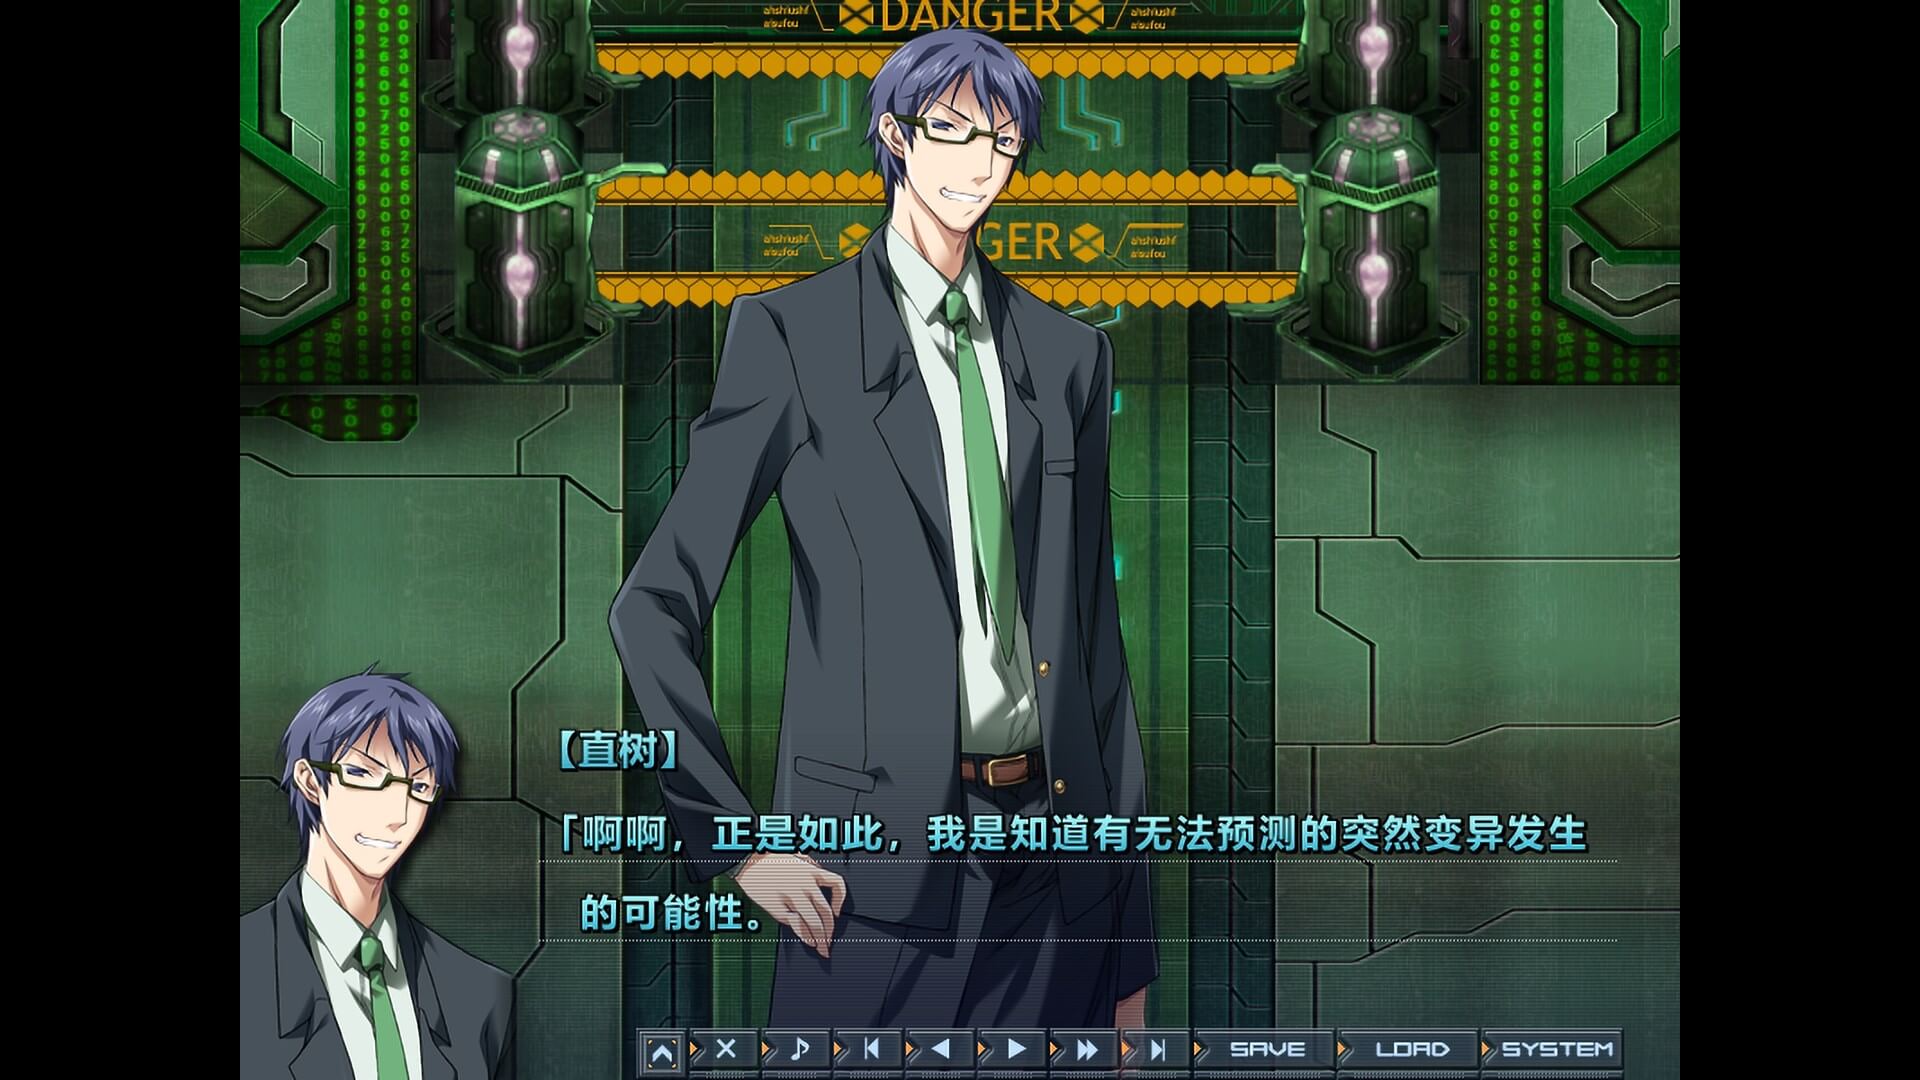 DANGER
GER
【直树】
「啊啊，正是如此，我是知道有无法预测的突然变异发生
的可能性。
SAVE
LOAD
SYSTEM